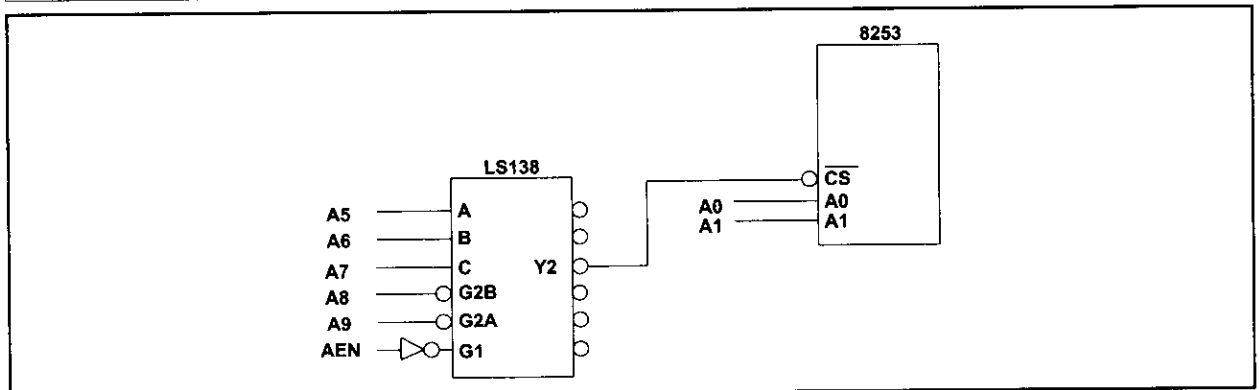 8253
LS138
CS
A5 A A0 A0
A6 B A1 A1
A7 C Y2
A8 G2B
A9 G2A
AEN G1